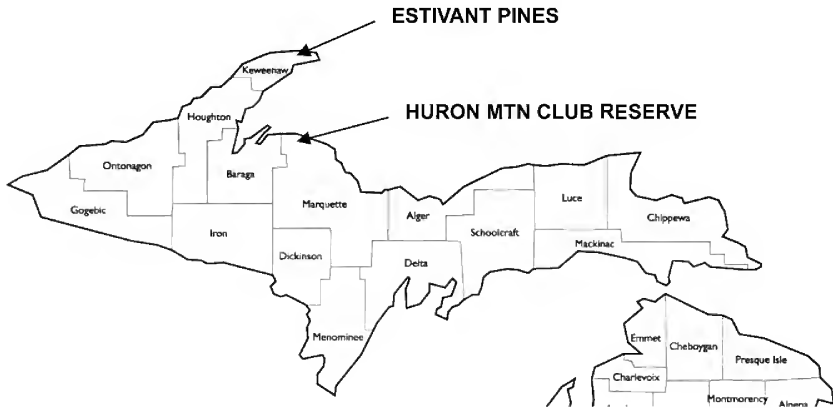 ESTIVANT PINES
Keweenaw
Houghton
HURON MTN CLUB RESERVE
Ontonagon
Baraga
Gogebic
Iron
Marquette
Alger
Luce
Chippewa
Schoolcraft
Mackinac
Dickinson
Delta
Menominee
Emmet
Cheboygan
Presque Isle
Charlevoix
Montmorency
Alpena